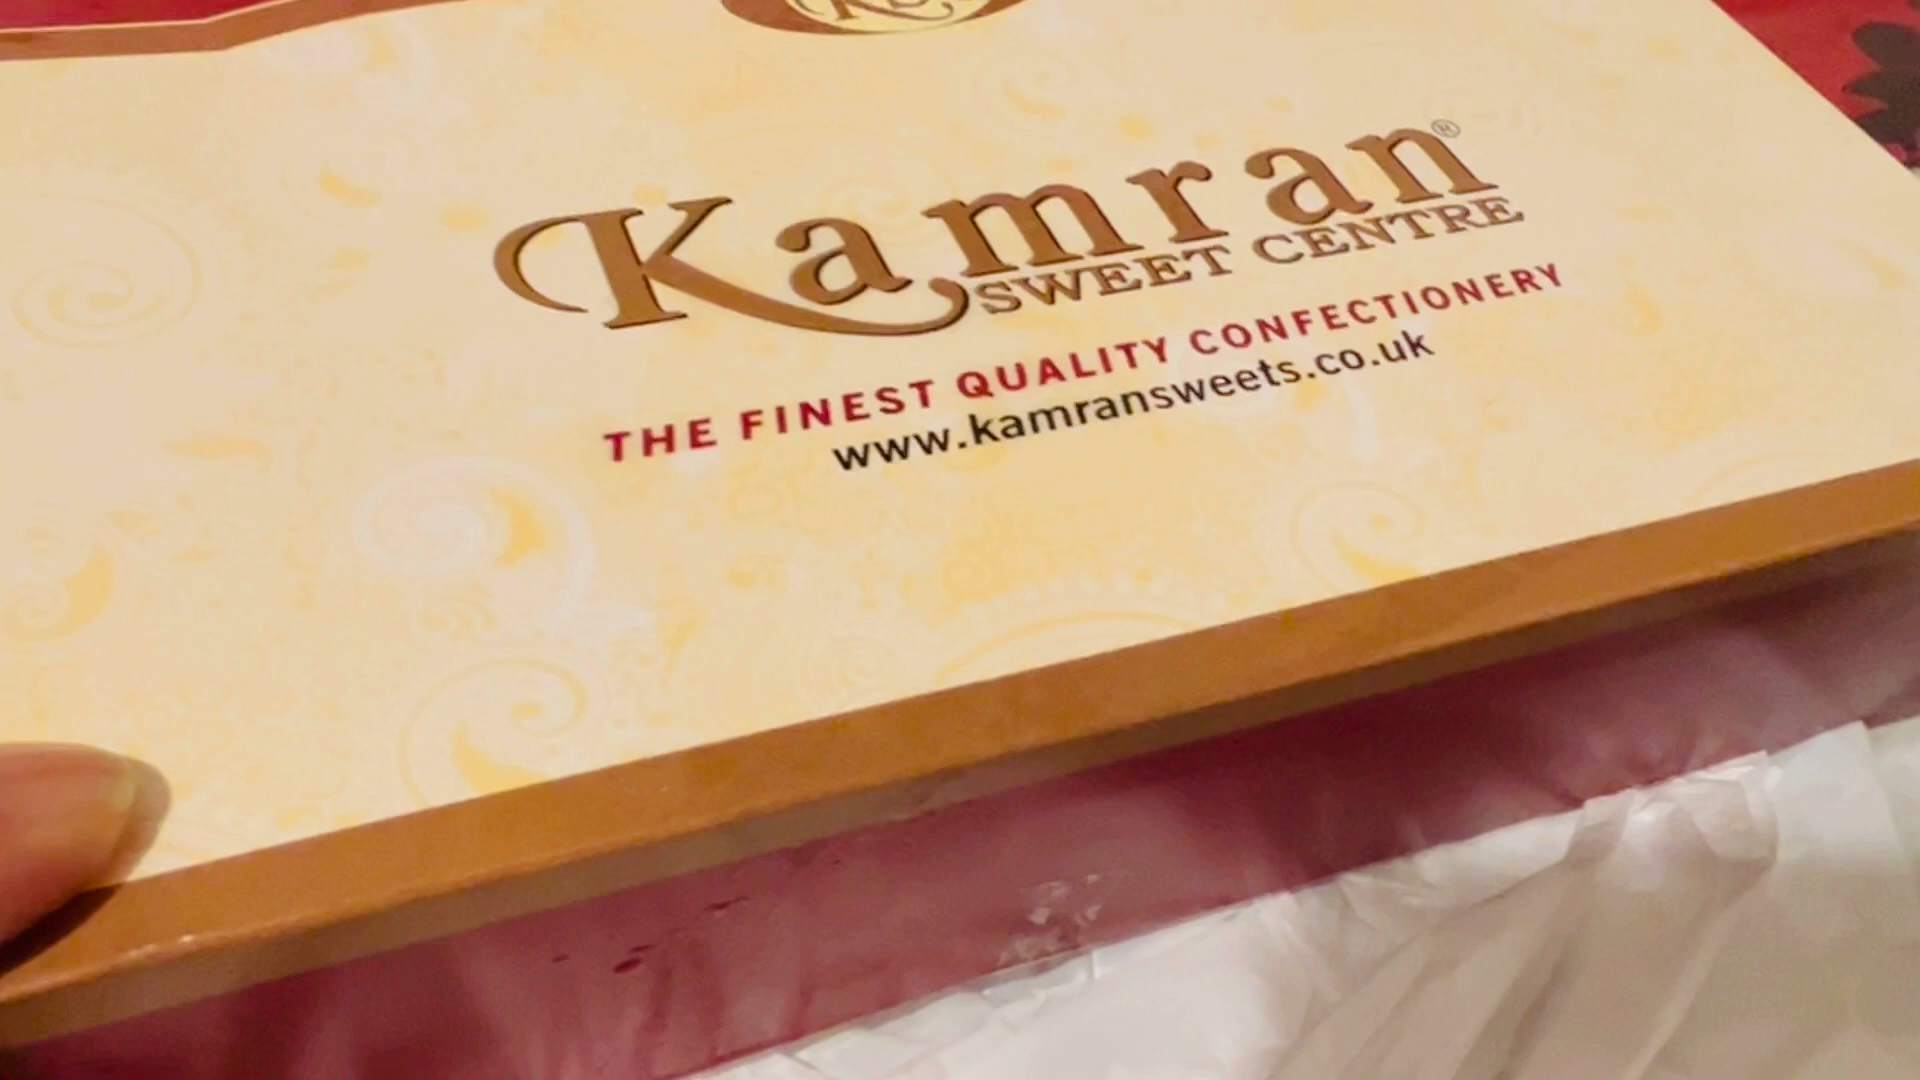 Kamran®
SWEET CENTRE
THE FINEST QUALITY CONFECTIONERY
www.kamransweets.co.uk